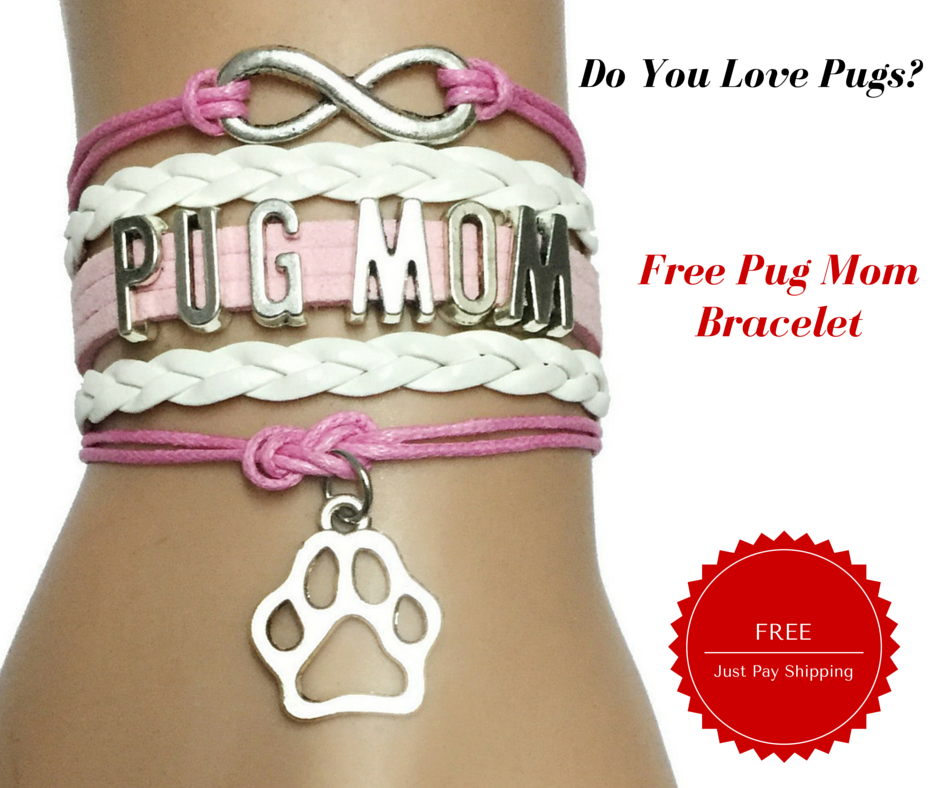 Do You Love Pugs?
PUG MOM
Free Pug Mom
Bracelet
FREE
Just Pay Shipping